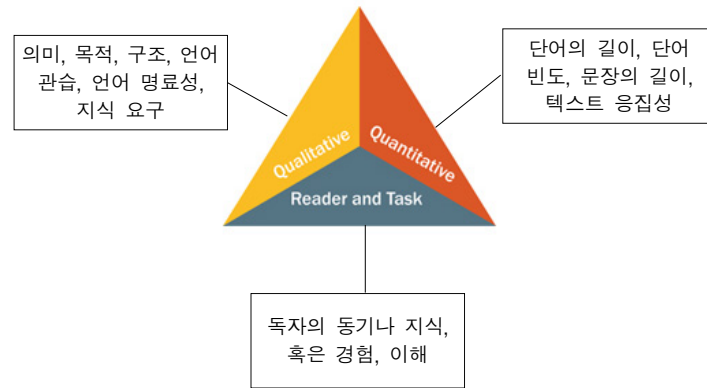 의미, 목적, 구조, 언어
관습, 언어 명료성,
지식 요구
단어의 길이, 단어
빈도, 문장의 길이,
텍스트 응집성
Qualitative
Quantitative
Reader and Task
독자의 동기나 지식,
혹은 경험, 이해